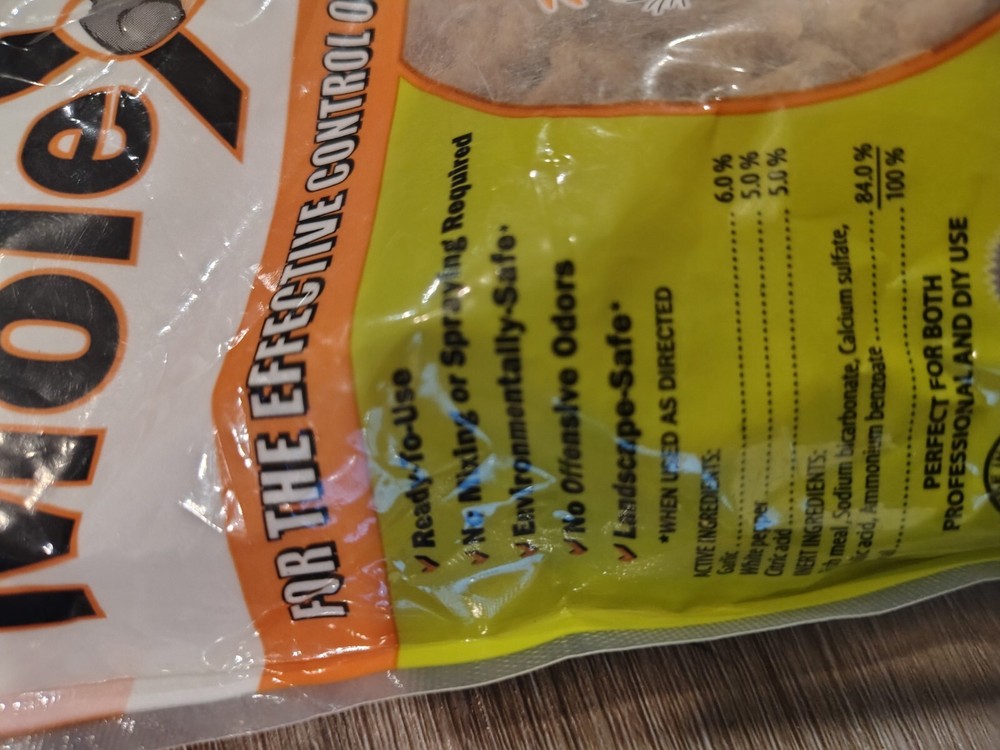 MoleX
FOR THE EFFECTIVE CONTROL
Ready-To-Use
No Mixing or Spraying Required
Environmentally-Safe*
No Offensive Odors
Landscape-Safe*
*WHEN USED AS DIRECTED
ACTIVE INGREDIENTS:
Garlic 6.0 %
White pepper 5.0 %
Citric acid 5.0 %
INERT INGREDIENTS:
meal, Sodium bicarbonate, Calcium sulfate,
acid, Ammonium benzoate 84.0 %
100 %
PERFECT FOR BOTH
PROFESSIONAL AND DIY USE